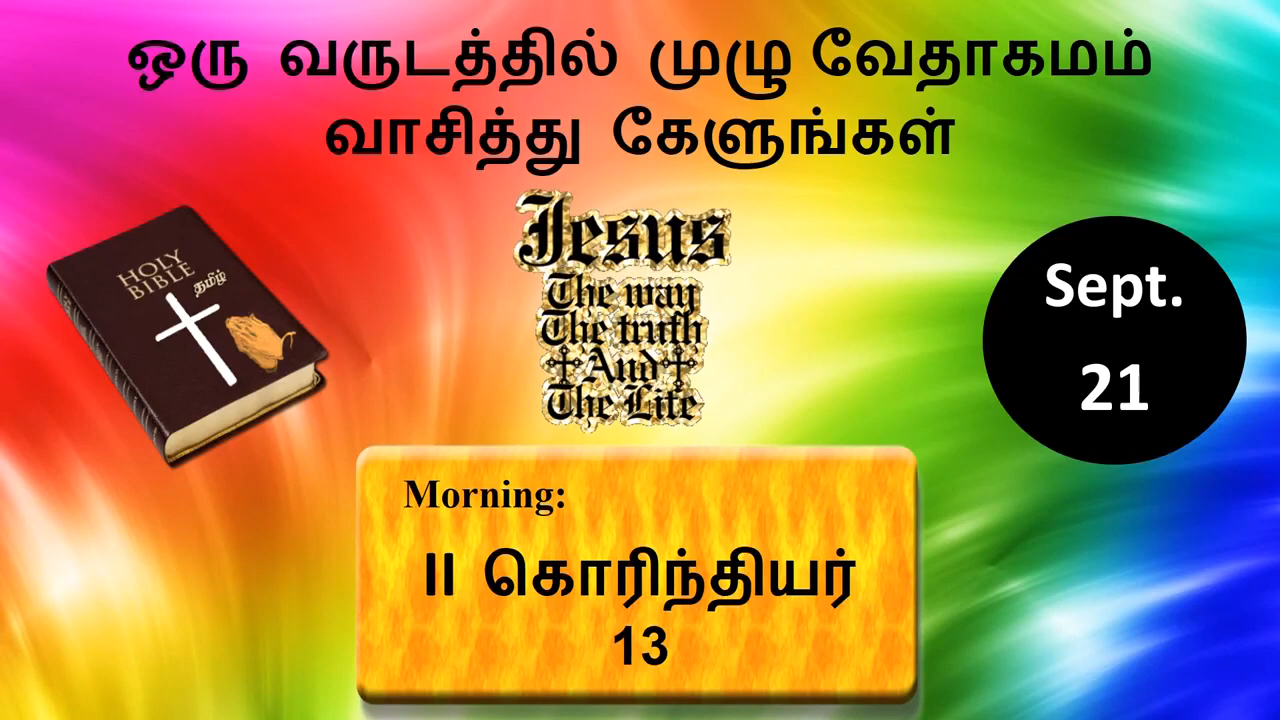 ஒரு வருடத்தில் முழு வேதாகமம்
வாசித்து கேளுங்கள்
HOLY
BIBLE
தமிழ்
Jesus
The way
The truth
And
The Life
Sept.
21
Morning:
II கொரிந்தியர்
13